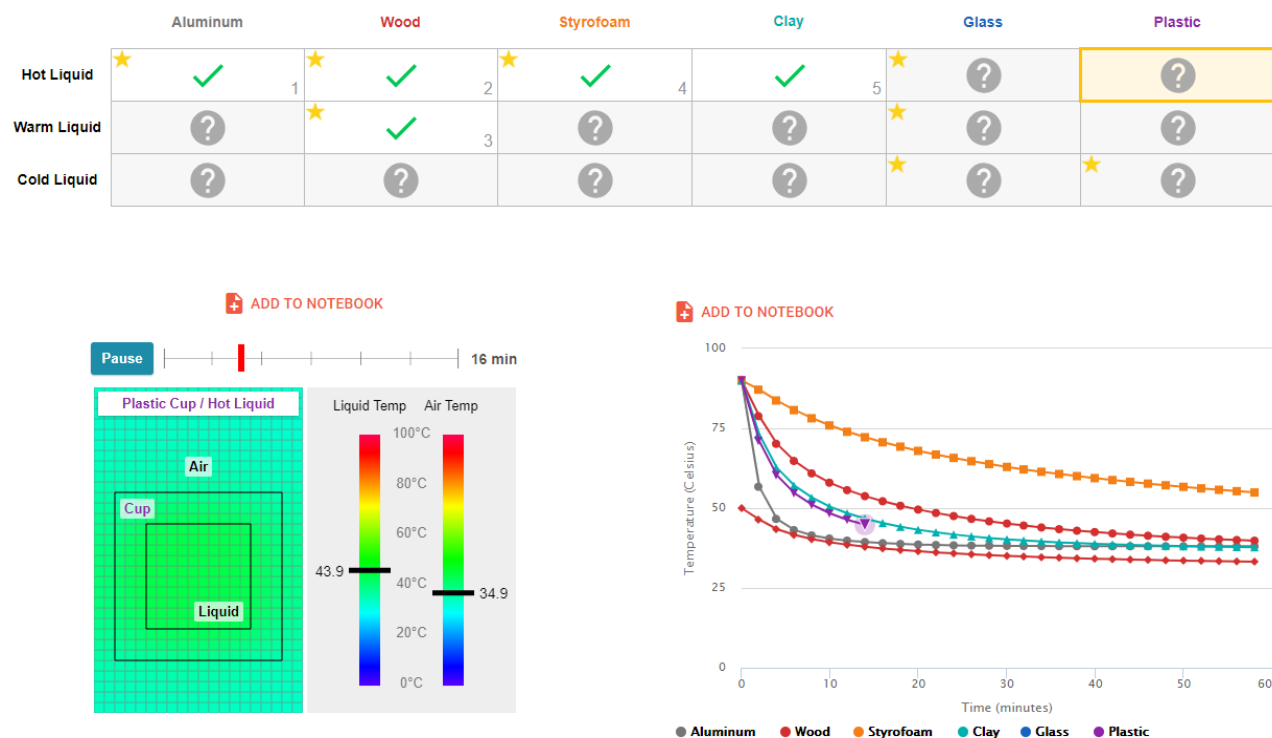 Aluminum Wood Styrofoam Clay Glass Plastic
Hot Liquid 1 2 4 5
Warm Liquid 3
Cold Liquid
ADD TO NOTEBOOK
Pause 16 min
Plastic Cup / Hot Liquid
Air
Cup
Liquid
Liquid Temp Air Temp
100°C
80°C
60°C
43.9 40°C 34.9
20°C
0°C
ADD TO NOTEBOOK
Temperature (Celsius)
100
75
50
25
0
0 10 20 30 40 50 60
Time (minutes)
Aluminum Wood Styrofoam Clay Glass Plastic